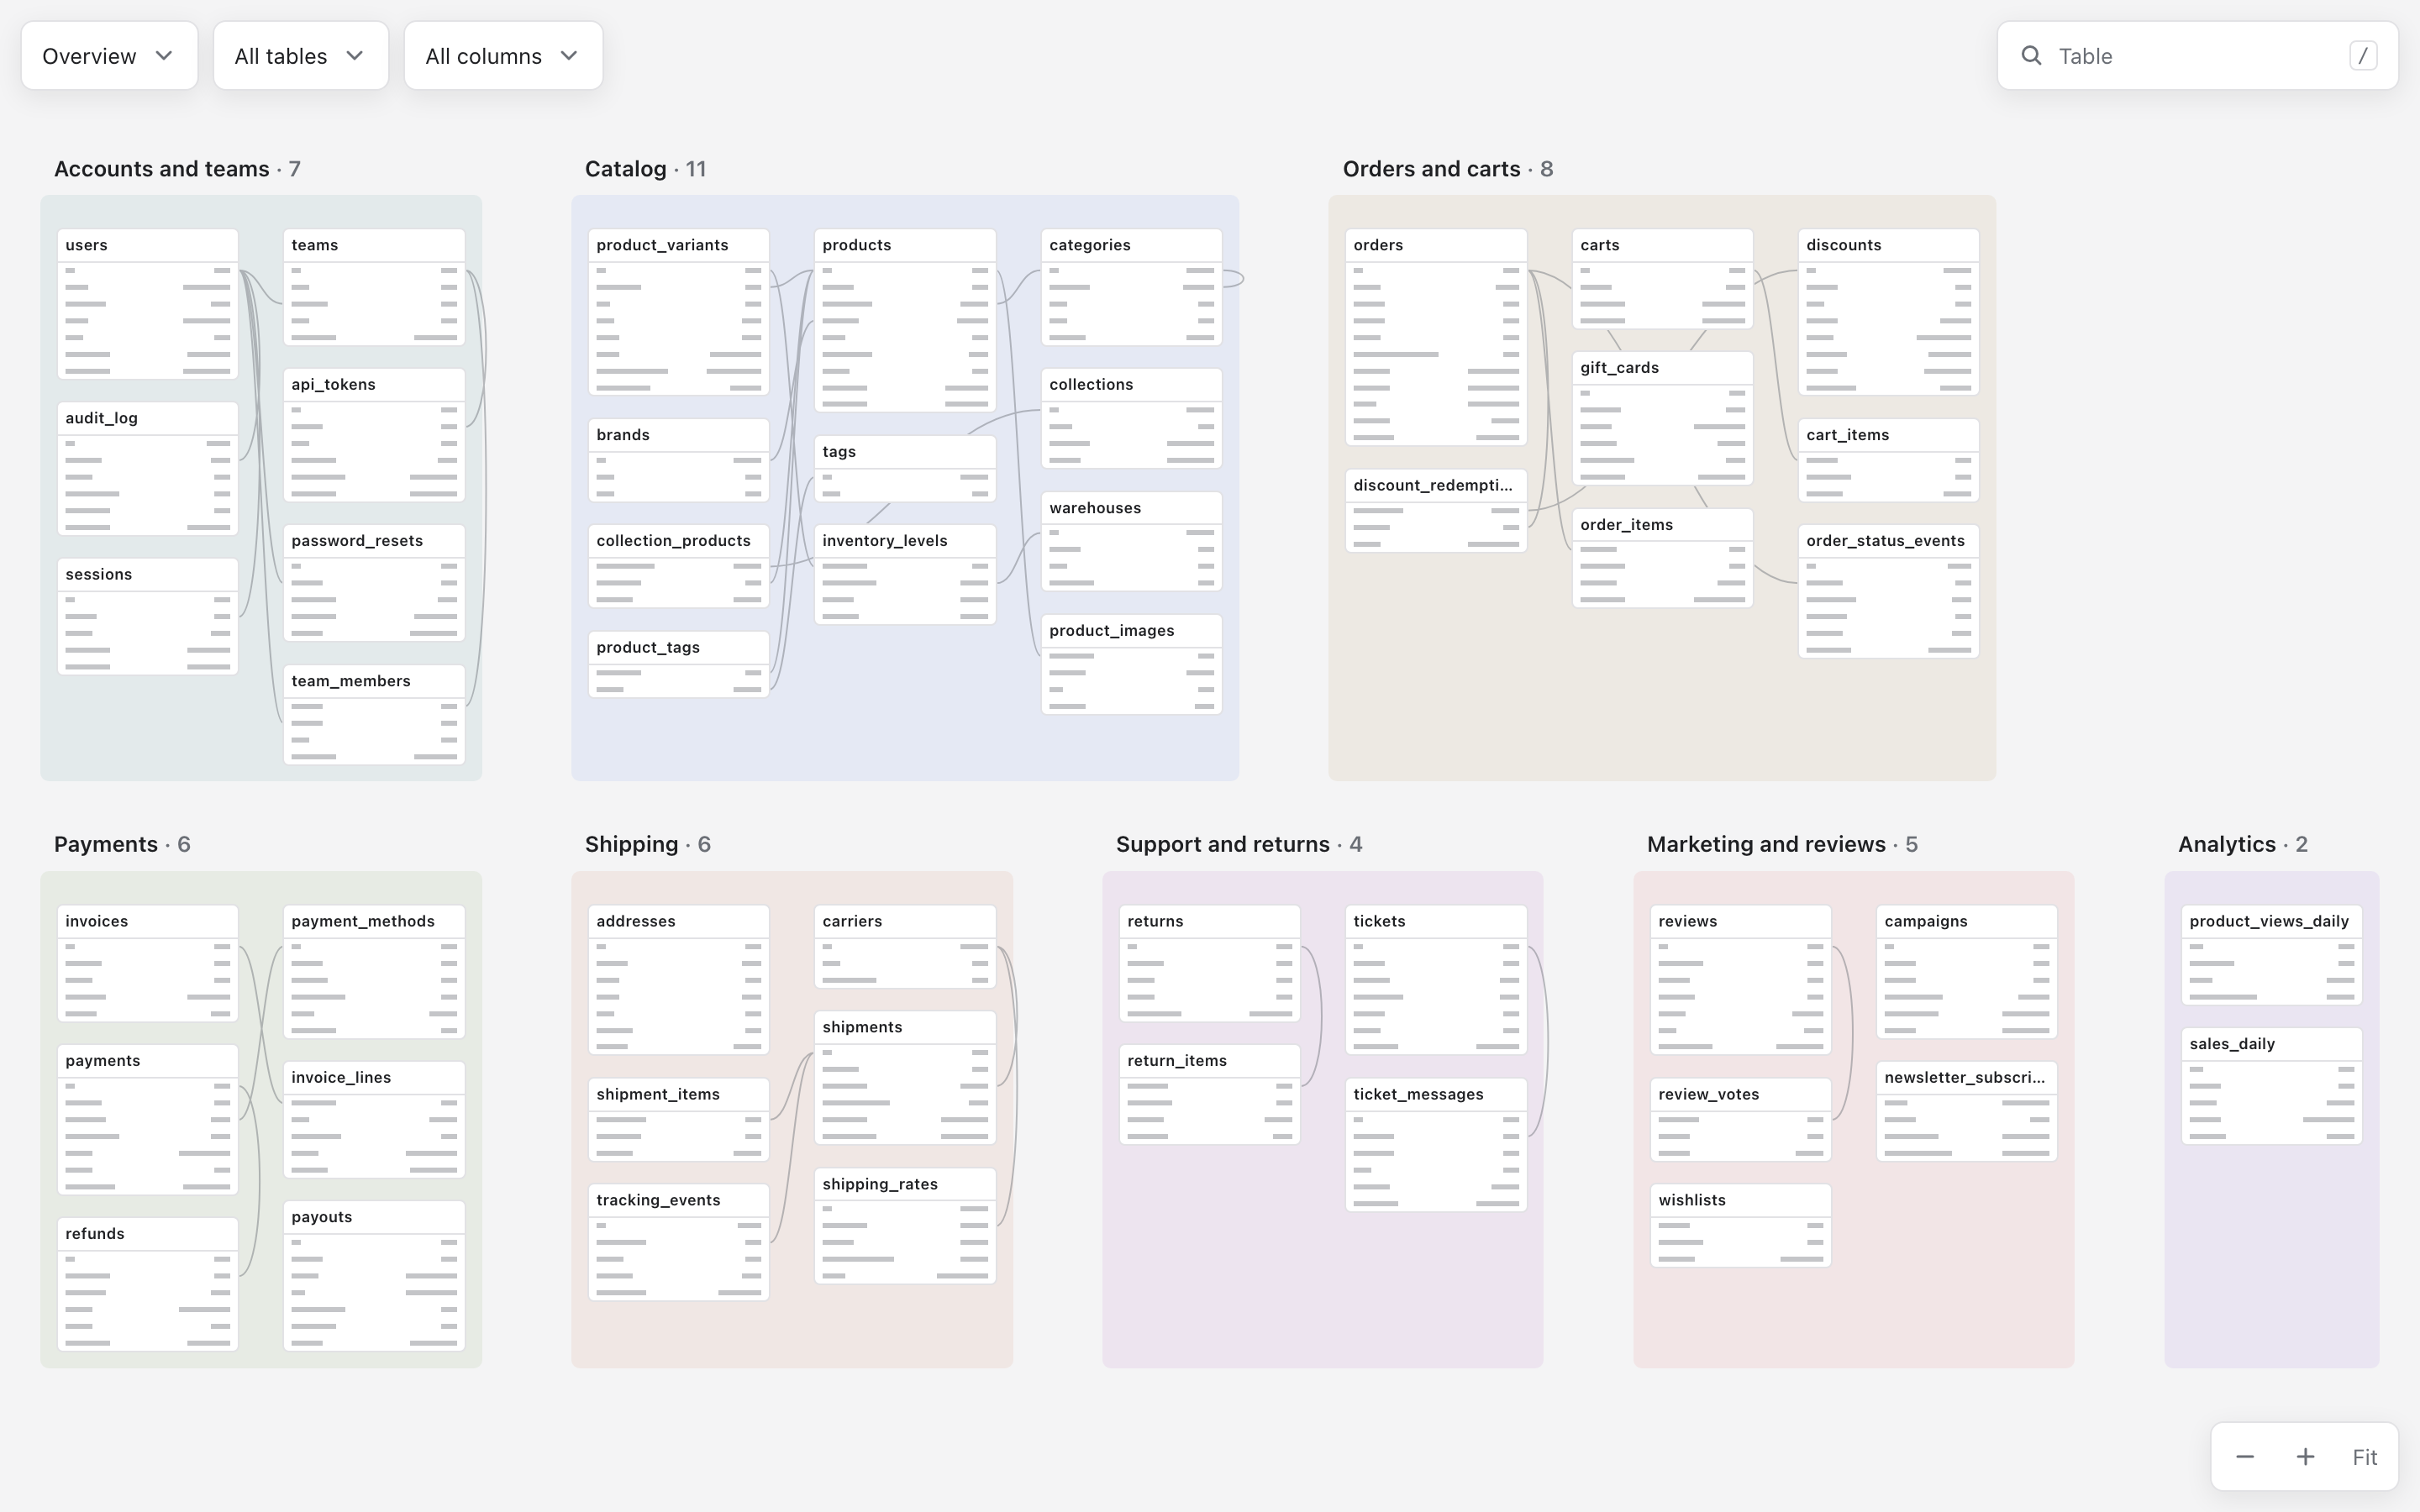 Overview
All tables
All columns
Table
/
Accounts and teams · 7
users
teams
api_tokens
audit_log
password_resets
sessions
team_members
Catalog · 11
product_variants
products
categories
collections
brands
tags
warehouses
collection_products
inventory_levels
product_images
product_tags
Orders and carts · 8
orders
carts
discounts
gift_cards
cart_items
discount_redempti...
order_items
order_status_events
Payments · 6
invoices
payment_methods
payments
invoice_lines
payouts
refunds
Shipping · 6
addresses
carriers
shipments
shipment_items
shipping_rates
tracking_events
Support and returns · 4
returns
tickets
return_items
ticket_messages
Marketing and reviews · 5
reviews
campaigns
newsletter_subscri...
review_votes
wishlists
Analytics · 2
product_views_daily
sales_daily
Fit